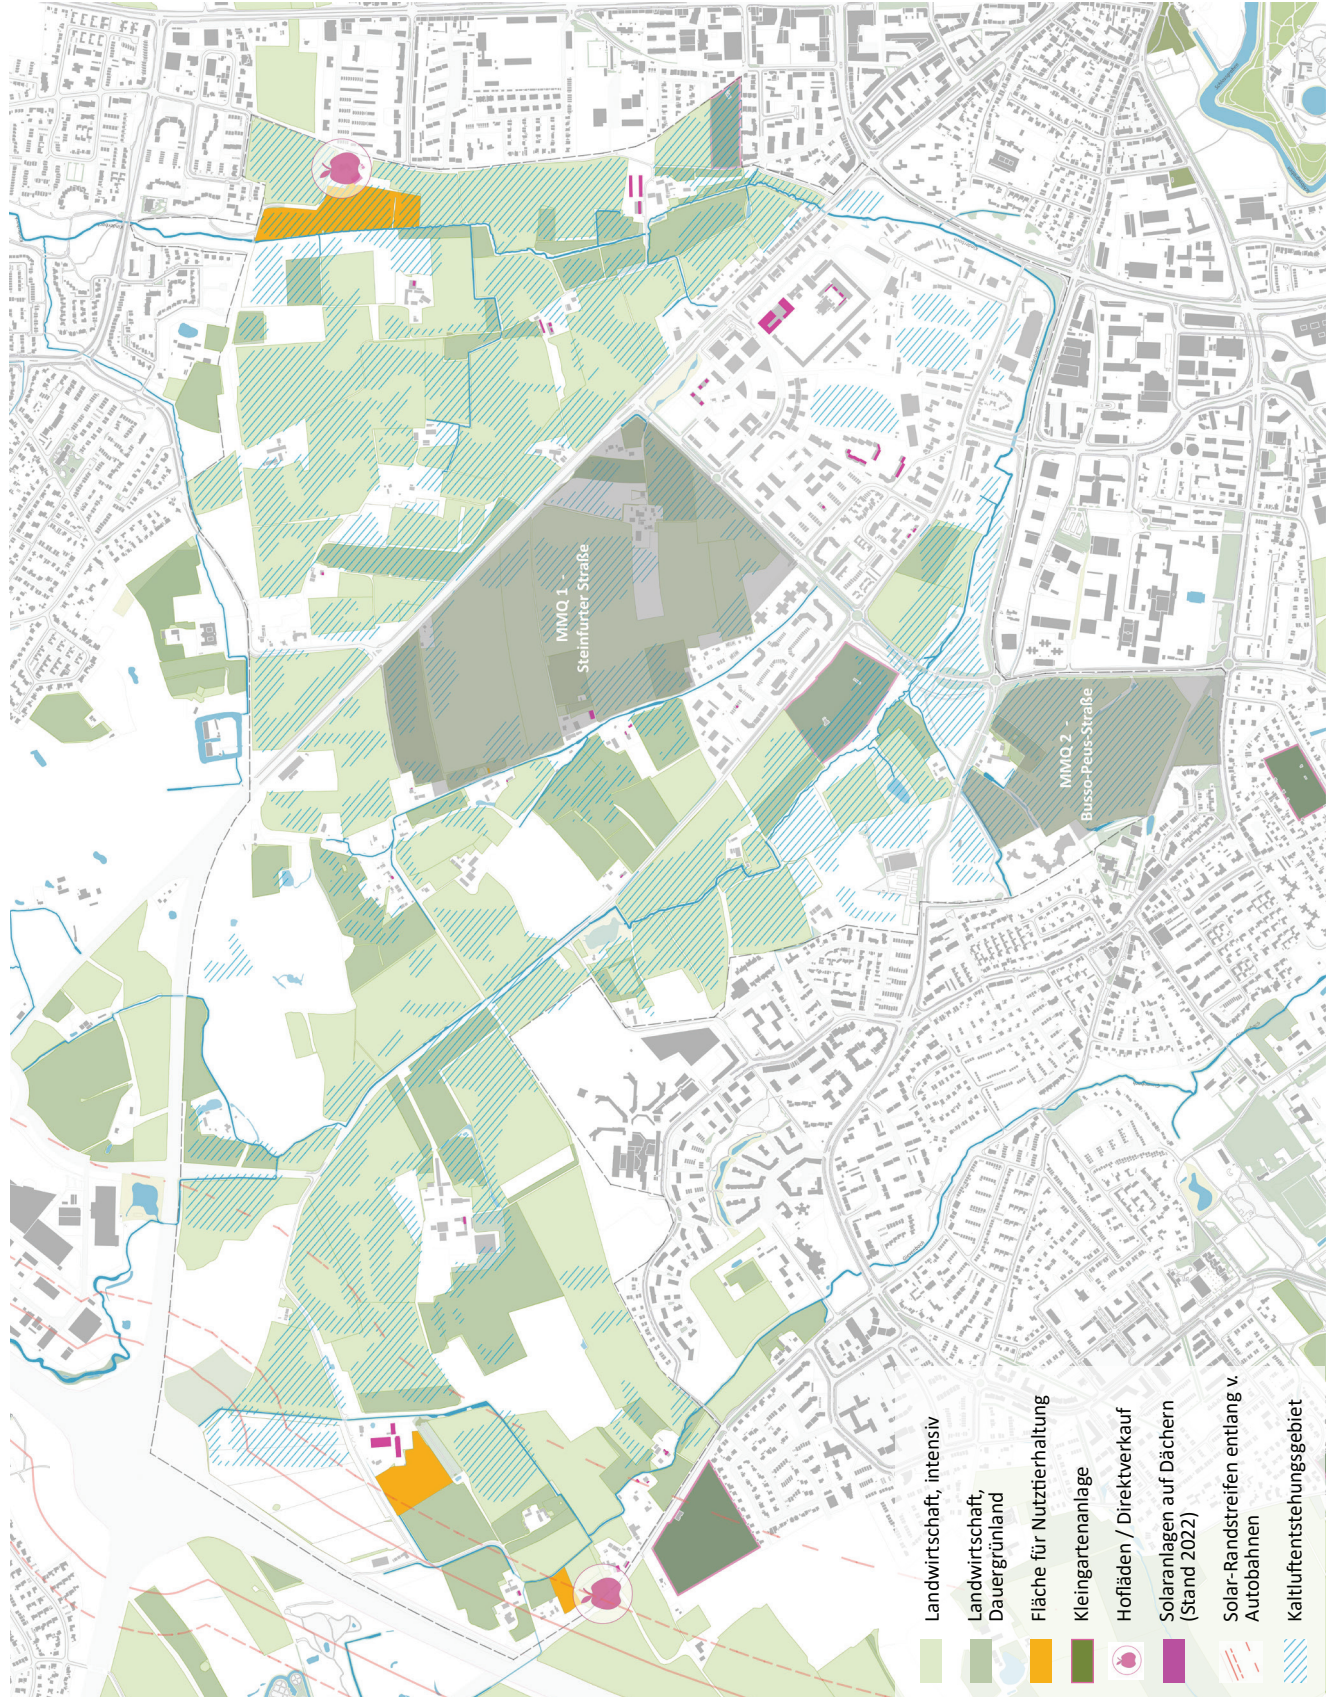 MMQ 1 -
Steinfurter Straße
MMQ 2 -
Busso-Peus-Straße
Landwirtschaft, intensiv
Landwirtschaft,
Dauergrünland
Fläche für Nutztierhaltung
Kleingartenanlage
Hofläden / Direktverkauf
Solaranlagen auf Dächern
(Stand 2022)
Solar-Randstreifen entlang v.
Autobahnen
Kaltluftentstehungsgebiet